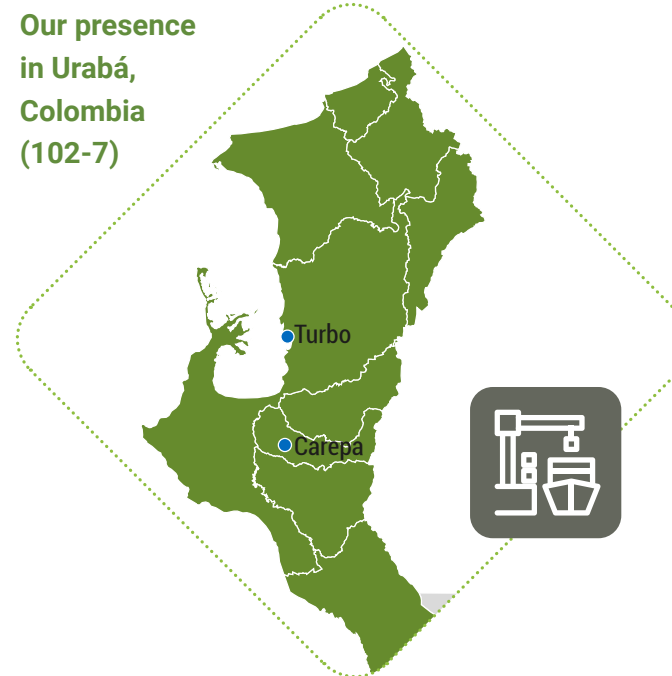 Our presence
in Urabá,
Colombia
(102-7)
Turbo
Carepa